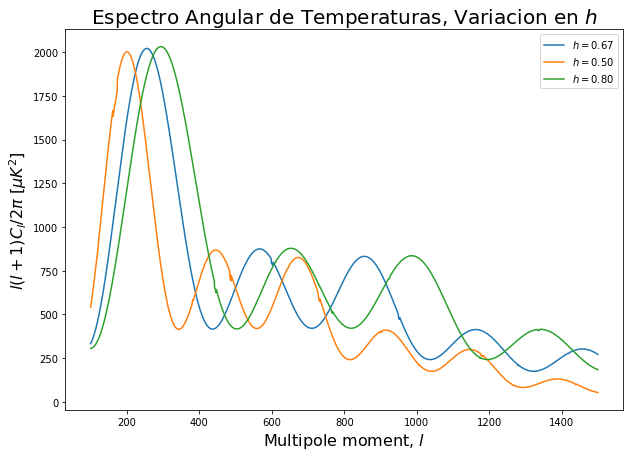 Espectro Angular de Temperaturas, Variacion en h
h = 0.67
h = 0.50
h = 0.80
l(l + 1)C_l/2π [μK²]
2000
1750
1500
1250
1000
750
500
250
0
200 400 600 800 1000 1200 1400
Multipole moment, l